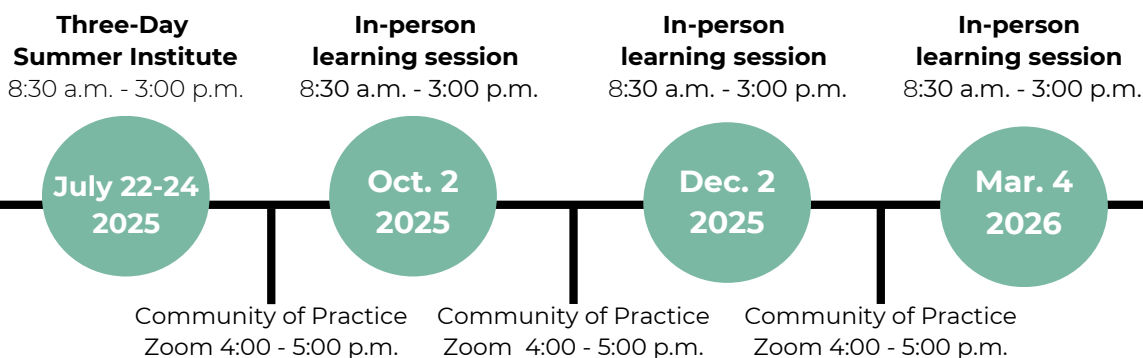 Three-Day
Summer Institute
8:30 a.m. - 3:00 p.m.
July 22-24
2025
In-person
learning session
8:30 a.m. - 3:00 p.m.
Oct. 2
2025
In-person
learning session
8:30 a.m. - 3:00 p.m.
Dec. 2
2025
In-person
learning session
8:30 a.m. - 3:00 p.m.
Mar. 4
2026
Community of Practice
Zoom 4:00 - 5:00 p.m.
Community of Practice
Zoom  4:00 - 5:00 p.m.
Community of Practice
Zoom 4:00 - 5:00 p.m.